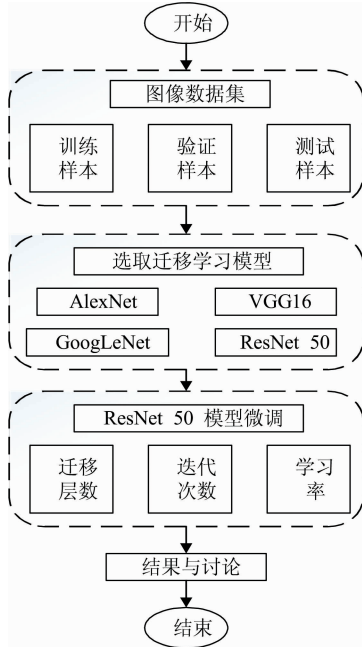 开始
图像数据集
训练 验证 测试
样本 样本 样本
选取迁移学习模型
AlexNet VGG16
GoogLeNet ResNet 50
ResNet 50 模型微调
迁移 迭代 学习
层数 次数 率
结果与讨论
结束